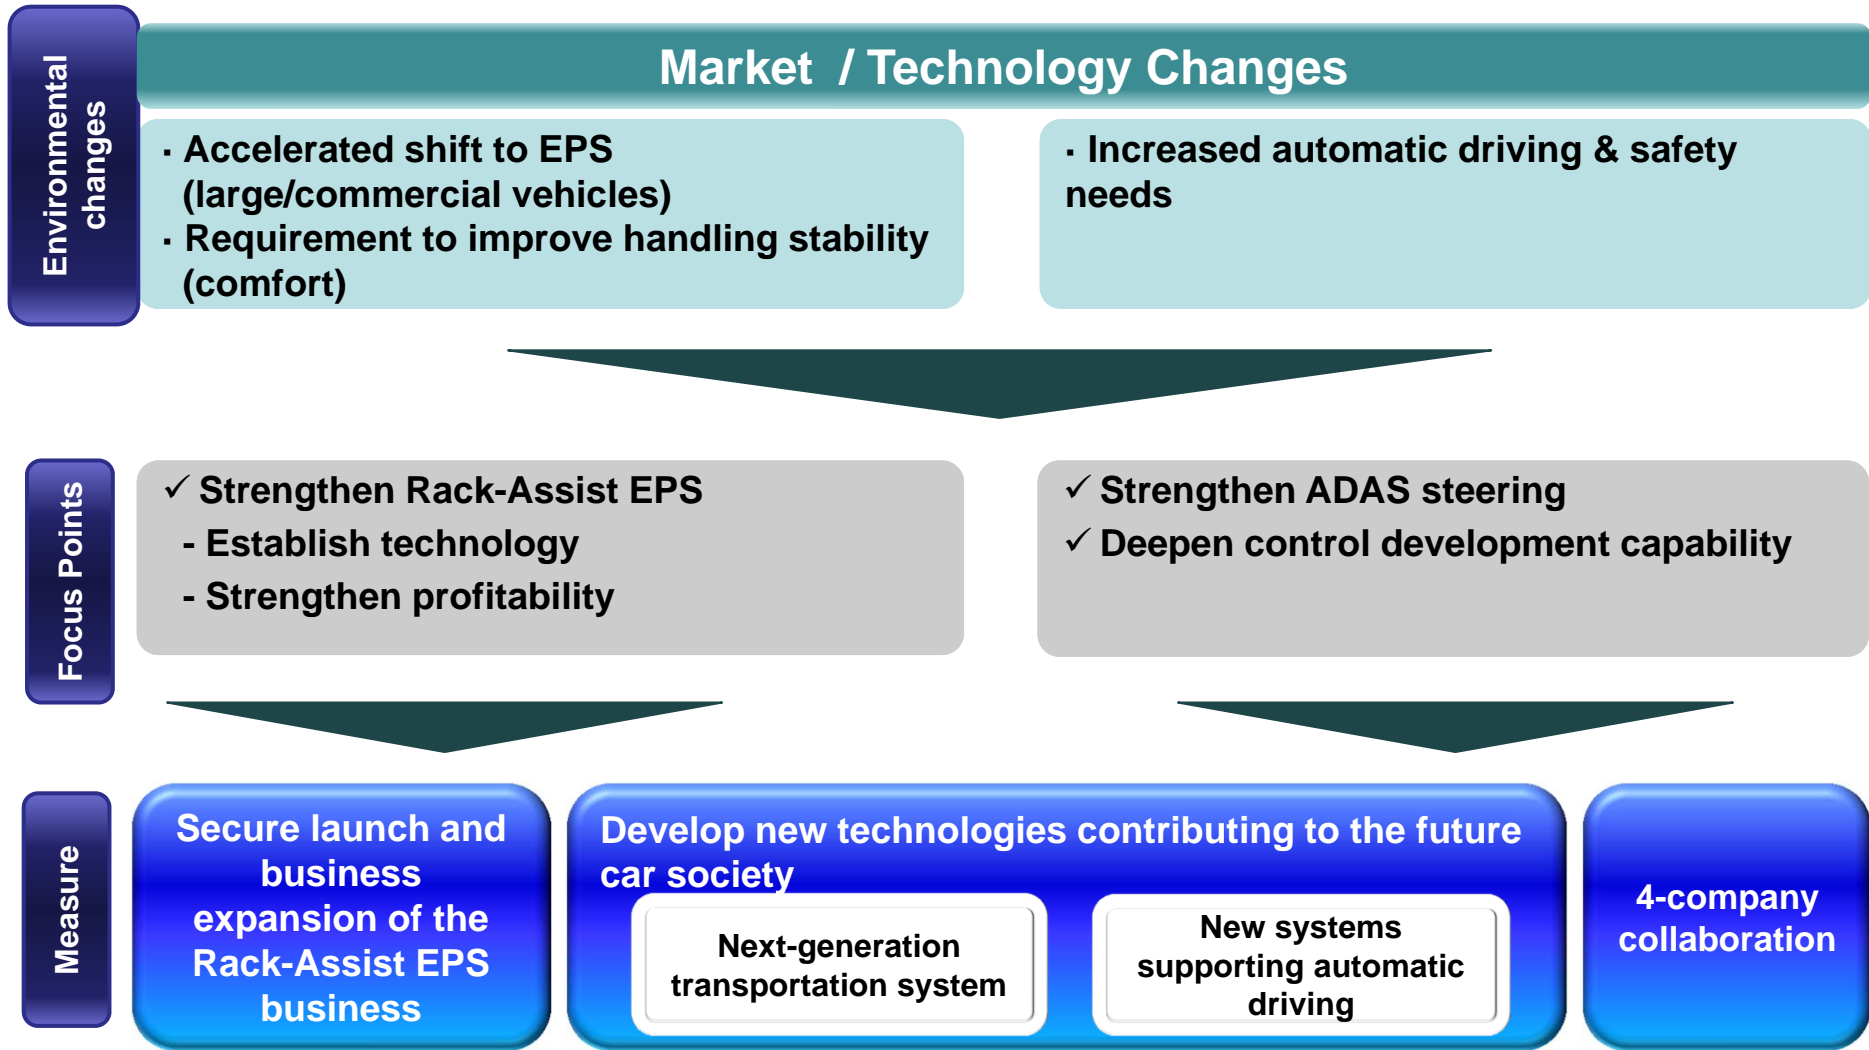 Environmental
changes
Market / Technology Changes
· Accelerated shift to EPS
(large/commercial vehicles)
· Requirement to improve handling stability
(comfort)
· Increased automatic driving & safety
needs
Focus Points
✓ Strengthen Rack-Assist EPS
- Establish technology
- Strengthen profitability
✓ Strengthen ADAS steering
✓ Deepen control development capability
Measure
Secure launch and
business
expansion of the
Rack-Assist EPS
business
Develop new technologies contributing to the future
car society
Next-generation
transportation system
New systems
supporting automatic
driving
4-company
collaboration